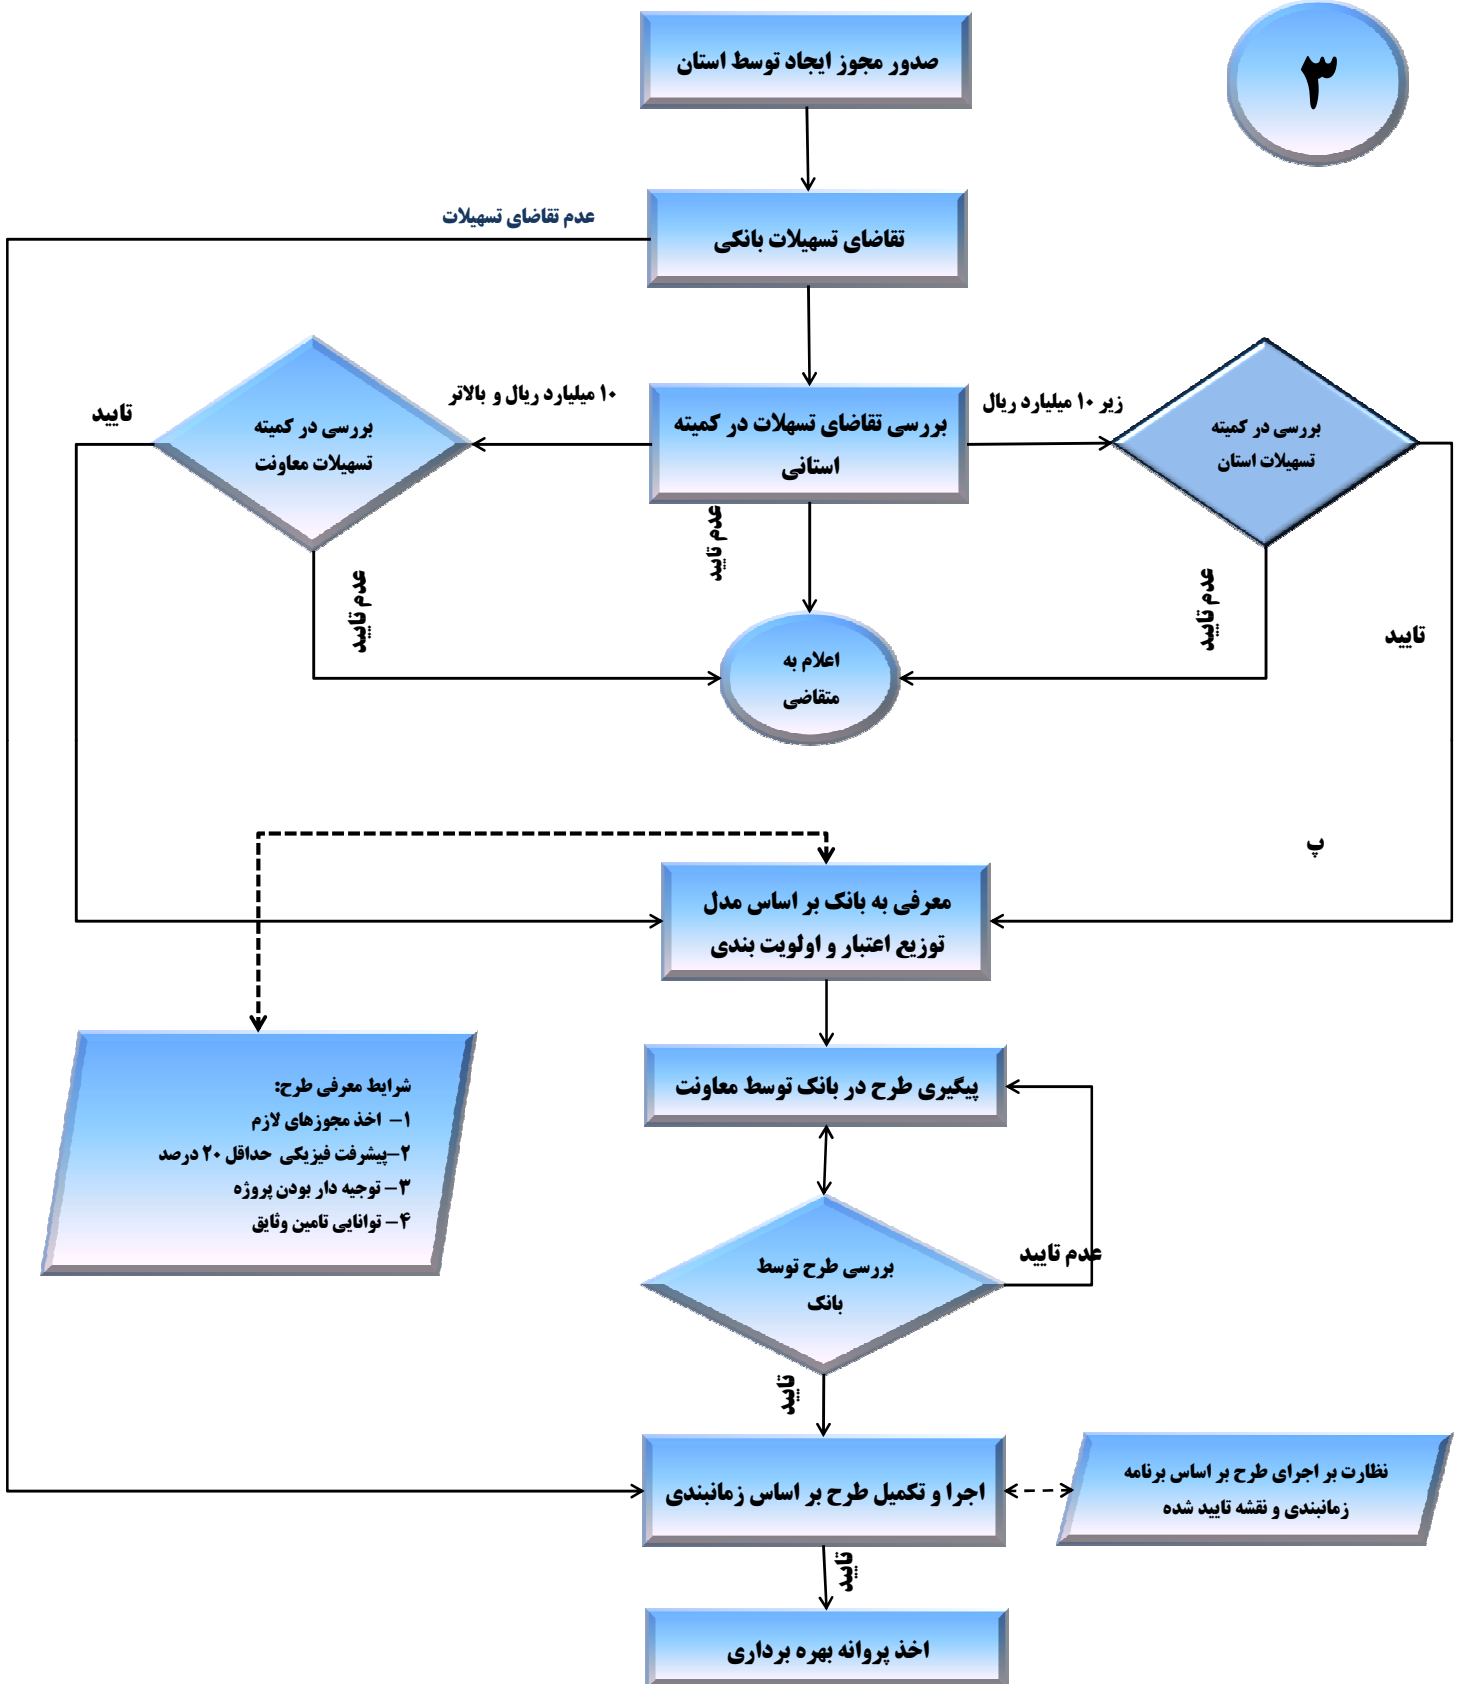 ۳
صدور مجوز ایجاد توسط استان
تقاضای تسهیلات بانکی
عدم تقاضای تسهیلات
بررسی تقاضای تسهلات در کمیته
استانی
زیر ۱۰ میلیارد ریال
۱۰ میلیارد ریال و بالاتر
بررسی در کمیته
تسهیلات استان
بررسی در کمیته
تسهیلات معاونت
تایید
عدم تایید
عدم تایید
عدم تایید
تایید
اعلام به
متقاضی
پ
معرفی به بانک بر اساس مدل
توزیع اعتبار و اولویت بندی
شرایط معرفی طرح:
۱- اخذ مجوزهای لازم
۲-پیشرفت فیزیکی حداقل ۲۰ درصد
۳- توجیه دار بودن پروژه
۴- توانایی تامین وثایق
پیگیری طرح در بانک توسط معاونت
بررسی طرح توسط
بانک
عدم تایید
تایید
اجرا و تکمیل طرح بر اساس زمانبندی
نظارت بر اجرای طرح بر اساس برنامه
زمانبندی و نقشه تایید شده
تایید
اخذ پروانه بهره برداری